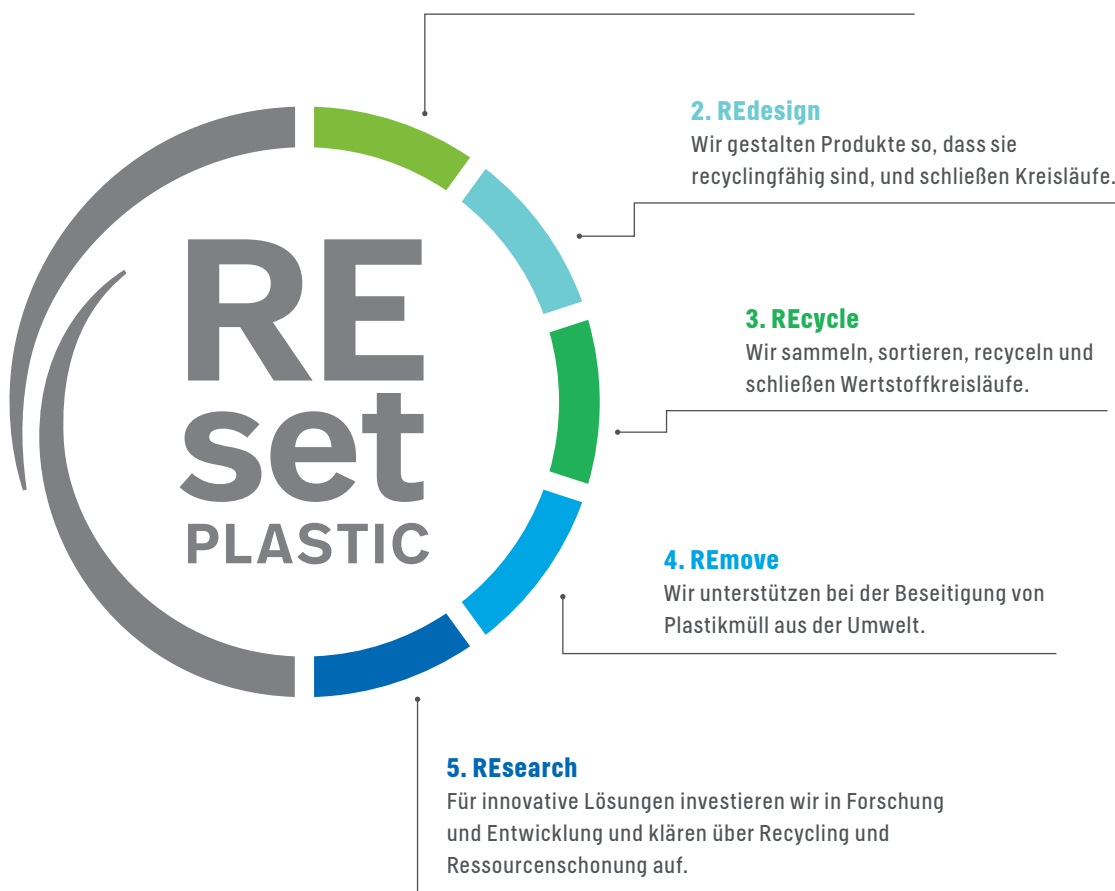 RE
set
PLASTIC
2. REdesign
Wir gestalten Produkte so, dass sie
recyclingfähig sind, und schließen Kreisläufe.
3. REcycle
Wir sammeln, sortieren, recyceln und
schließen Wertstoffkreisläufe.
4. REmove
Wir unterstützen bei der Beseitigung von
Plastikmüll aus der Umwelt.
5. REsearch
Für innovative Lösungen investieren wir in Forschung
und Entwicklung und klären über Recycling und
Ressourcenschonung auf.